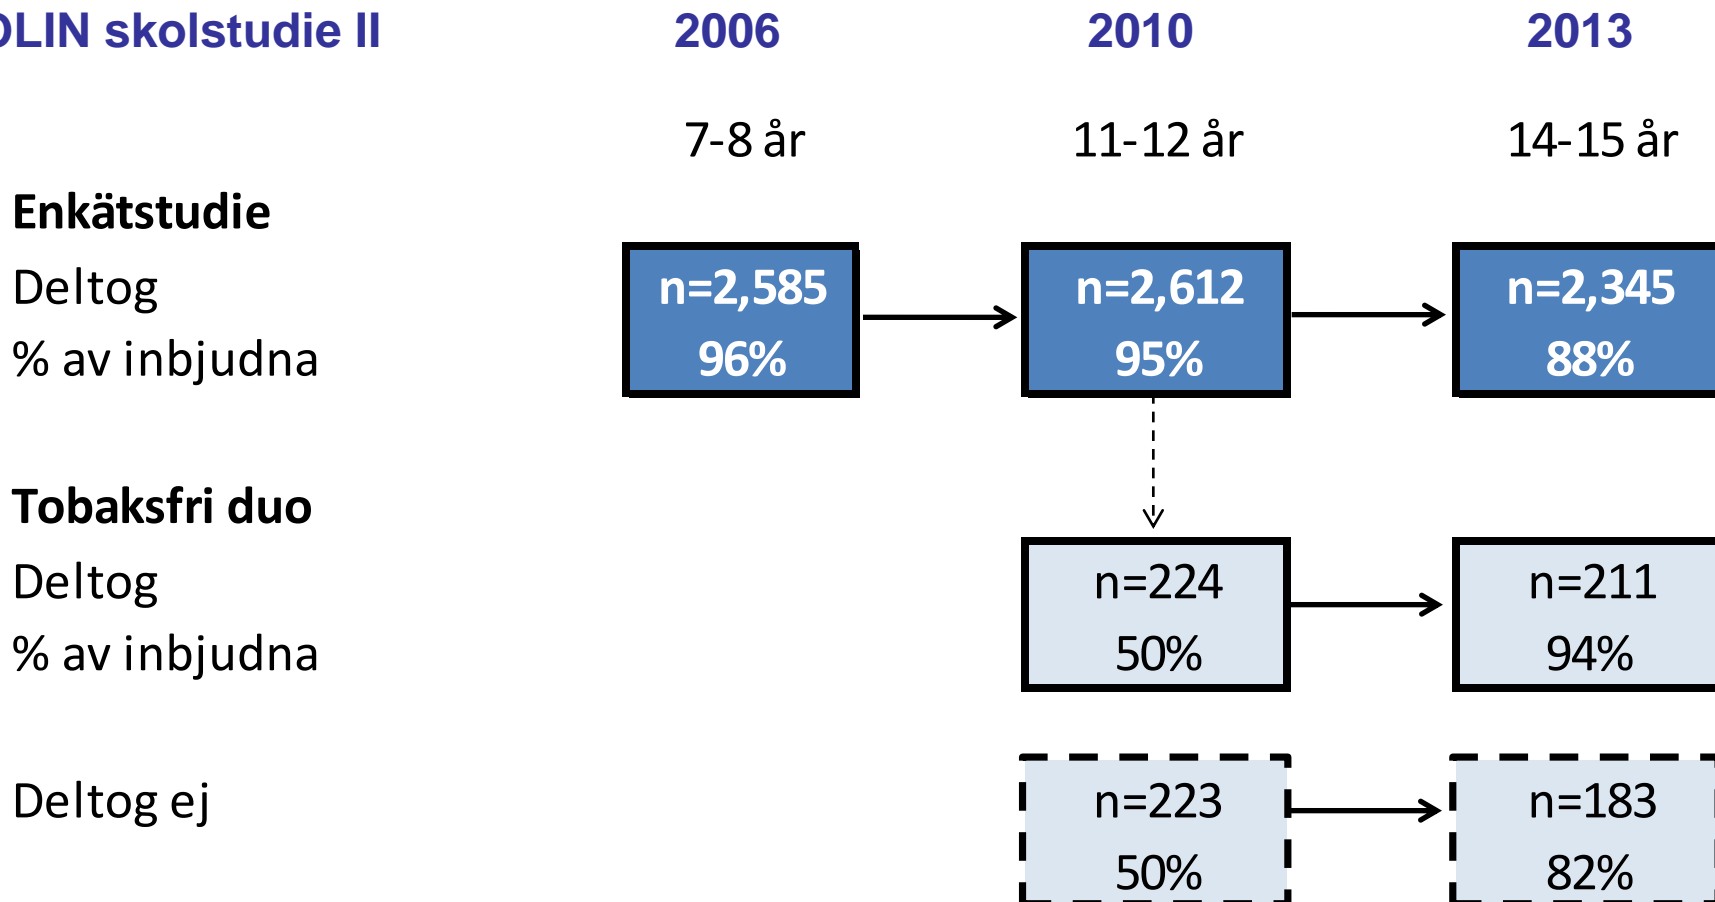 OLIN skolstudie II 2006 2010 2013
7-8 år 11-12 år 14-15 år
Enkätstudie
Deltog n=2,585 n=2,612 n=2,345
% av inbjudna 96% 95% 88%
Tobaksfri duo
Deltog n=224 n=211
% av inbjudna 50% 94%
Deltog ej n=223 n=183
50% 82%